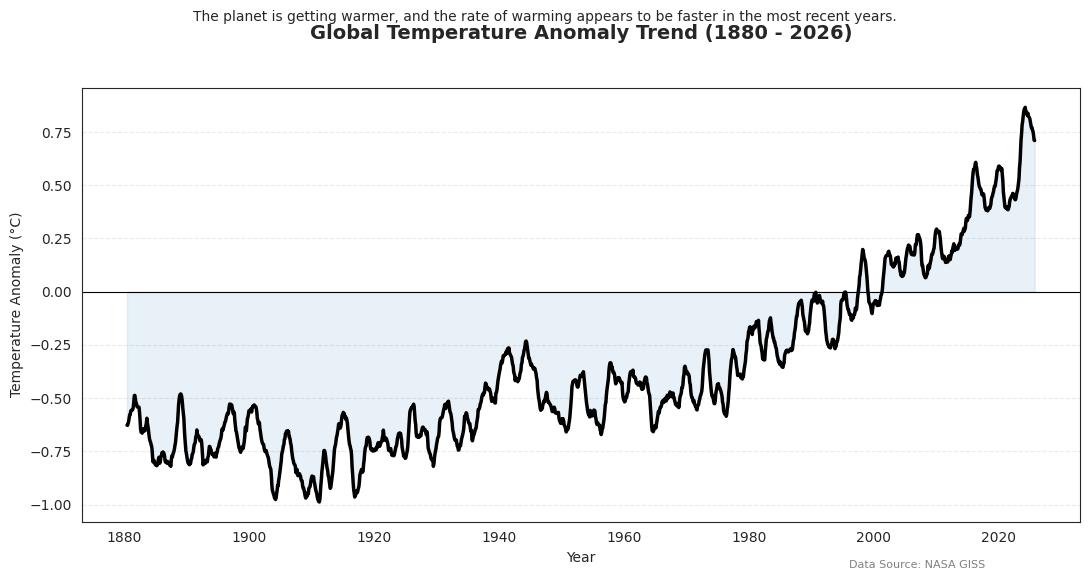 The planet is getting warmer, and the rate of warming appears to be faster in the most recent years.
Global Temperature Anomaly Trend (1880 - 2026)
Temperature Anomaly (°C)
0.75
0.50
0.25
0.00
−0.25
−0.50
−0.75
−1.00
1880 1900 1920 1940 1960 1980 2000 2020
Year
Data Source: NASA GISS